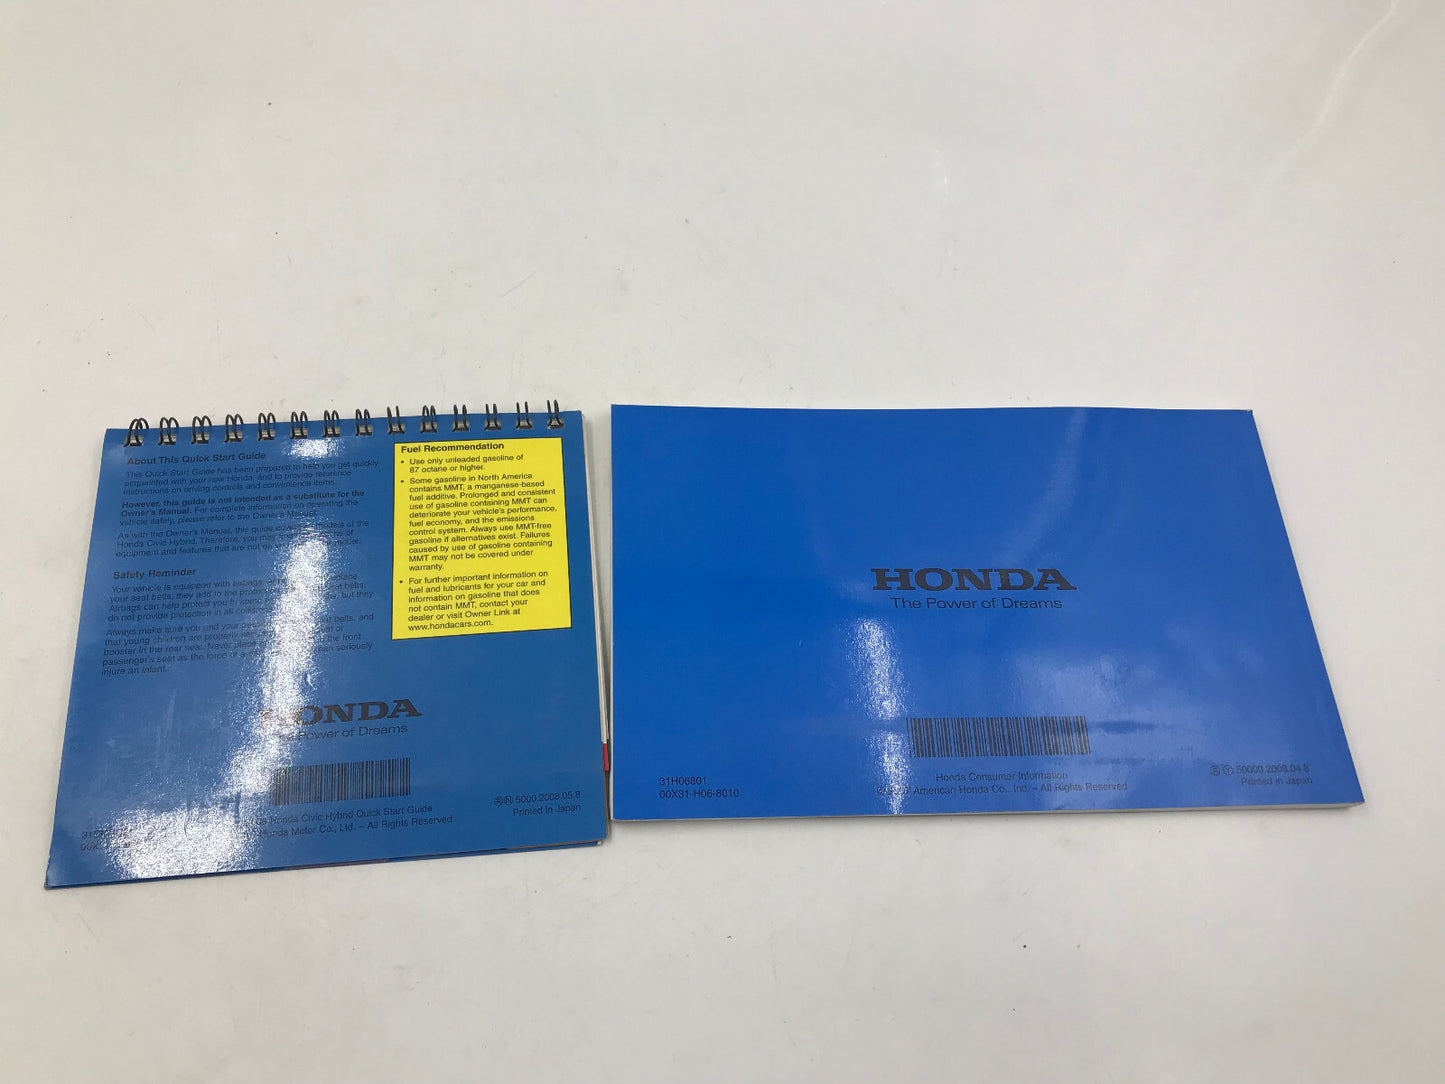 About This Quick Start Guide
This Quick Start Guide has been prepared to help you get quickly
acquainted with your new Honda, and to provide reference
instructions on driving controls and convenience items.
However, this guide is not intended as a substitute for the
Owner's Manual. For complete information on operating the
vehicle safely, please refer to the Owner's Manual.
As with the Owner's Manual, this guide covers all models of the
Honda Civic Hybrid. Therefore, you may find
equipment and features that are not on your model.
Safety Reminder
Your vehicle is equipped with airbags.
your seat belts; they add to the
Airbags can help protect you in some but they
do not provide protection in all
Always make sure you and your belts, and
that young children are properly
booster in the rear seat. Never place the front
passenger's seat as the force of can seriously
injure an infant.
Fuel Recommendation
• Use only unleaded gasoline of
87 octane or higher.
• Some gasoline in North America
contains MMT, a manganese-based
fuel additive. Prolonged and consistent
use of gasoline containing MMT can
deteriorate your vehicle's performance,
fuel economy, and the emissions
control system. Always use MMT-free
gasoline if alternatives exist. Failures
caused by use of gasoline containing
MMT may not be covered under
warranty.
• For further important information on
fuel and lubricants for your car and
information on gasoline that does
not contain MMT, contact your
dealer or visit Owner Link at
www.hondacars.com.
HONDA
The Power of Dreams
Honda Civic Hybrid Quick Start Guide
Honda Motor Co., Ltd. – All Rights Reserved
5000.2008.05.8
Printed in Japan
HONDA
The Power of Dreams
31H06801
00X31-H06-8010
Honda Consumer Information
American Honda Co., Inc. – All Rights Reserved
Ⓢ Ⓨ 50000.2008.04.8
Printed in Japan